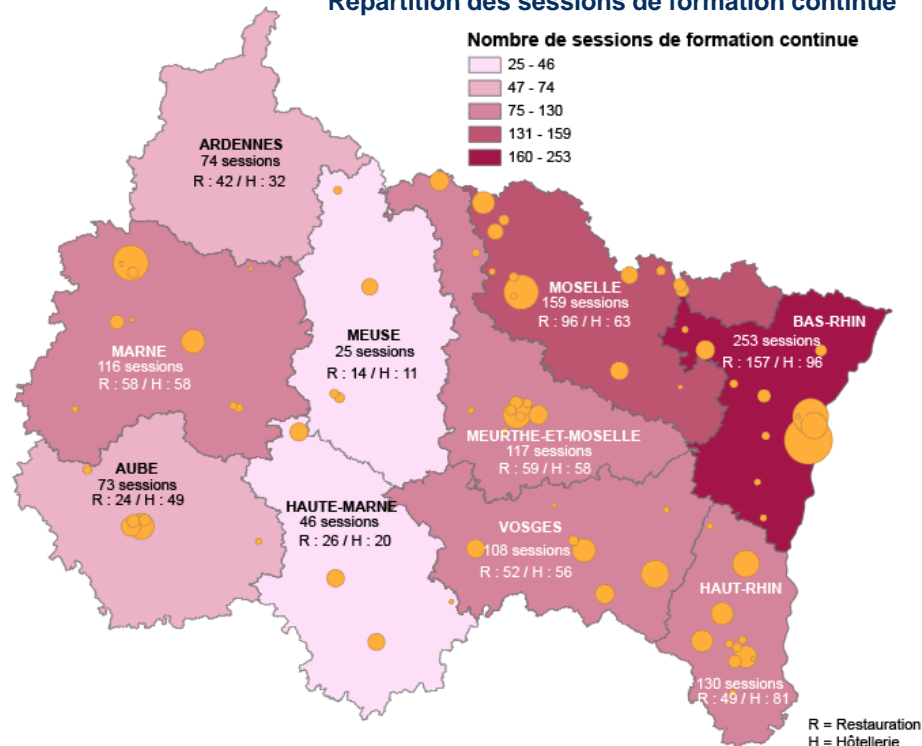 Répartition des sessions de formation continue
Nombre de sessions de formation continue
25 - 46
47 - 74
75 - 130
131 - 159
160 - 253
ARDENNES
74 sessions
R : 42 / H : 32
MOSELLE
159 sessions
R : 96 / H : 63
BAS-RHIN
253 sessions
R : 157 / H : 96
MEUSE
25 sessions
R : 14 / H : 11
MARNE
116 sessions
R : 58 / H : 58
MEURTHE-ET-MOSELLE
117 sessions
R : 59 / H : 58
AUBE
73 sessions
R : 24 / H : 49
HAUTE-MARNE
46 sessions
R : 26 / H : 20
VOSGES
108 sessions
R : 52 / H : 56
HAUT-RHIN
130 sessions
R : 49 / H : 81
R = Restauration
H = Hôtellerie